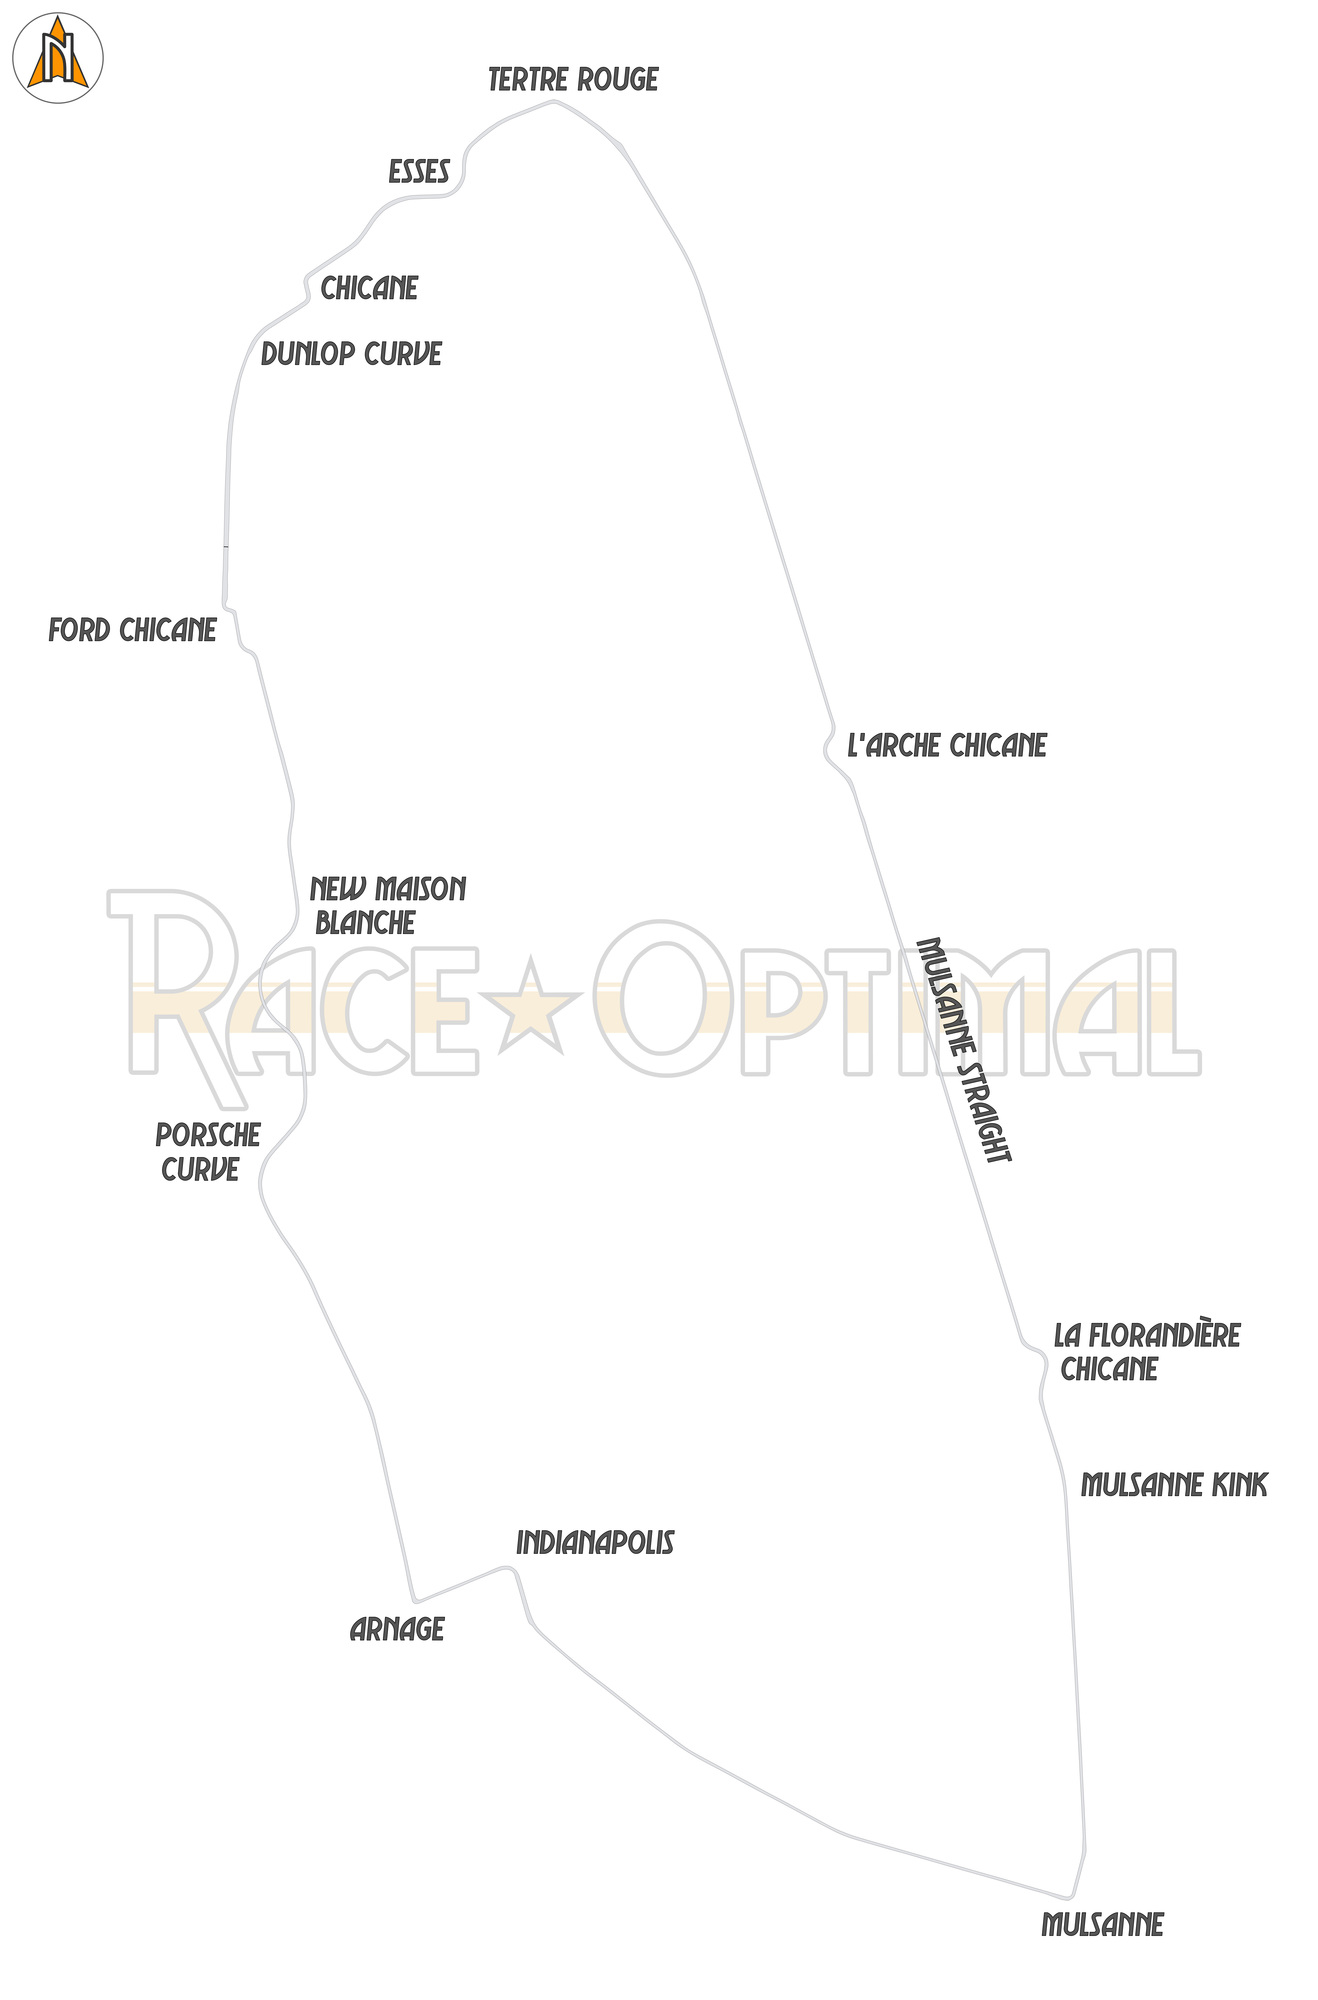 N
TERTRE ROUGE
ESSES
CHICANE
DUNLOP CURVE
FORD CHICANE
L'ARCHE CHICANE
NEW MAISON
BLANCHE
RACE★OPTIMAL
MULSANNE STRAIGHT
PORSCHE
CURVE
LA FLORANDIÈRE
CHICANE
MULSANNE KINK
INDIANAPOLIS
ARNAGE
MULSANNE